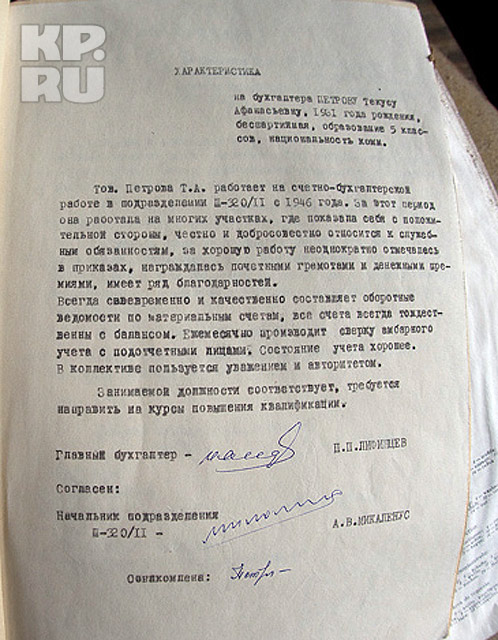 KP.
RU
ХАРАКТЕРИСТИКА
на бухгалтера ПЕТРОВУ Текусу
Афанасьевну, 1931 года рождения,
беспартийная, образование 5 клас-
сов, национальность коми.
Тов. Петрова Т.А. работает на счетно-бухгалтерской
работе в подразделении Ш-320/II с 1946 года. За этот период
она работала на многих участках, где показала себя с положи-
тельной стороны, честно и добросовестно относится к служеб-
ным обязанностям, за хорошую работу неоднократно отмечалась
в приказах, награждалась почетными грамотами и денежными пре-
миями, имеет ряд благодарностей.
Всегда своевременно и качественно составляет оборотные
ведомости по материальным счетам, все счета всегда тождест-
венны с балансом. Ежемесячно производит сверку амбарного
учета с подотчетными лицами. Состояние учета хорошее.
В коллективе пользуется уважением и авторитетом.
Занимаемой должности соответствует, требуется
направить на курсы повышения квалификации.
Главный бухгалтер - П.П.ЛИФИНЦЕВ
Согласен:
Начальник подразделения
Ш-320/II - А.В.МИКАЛЕНУС
Ознакомлена: